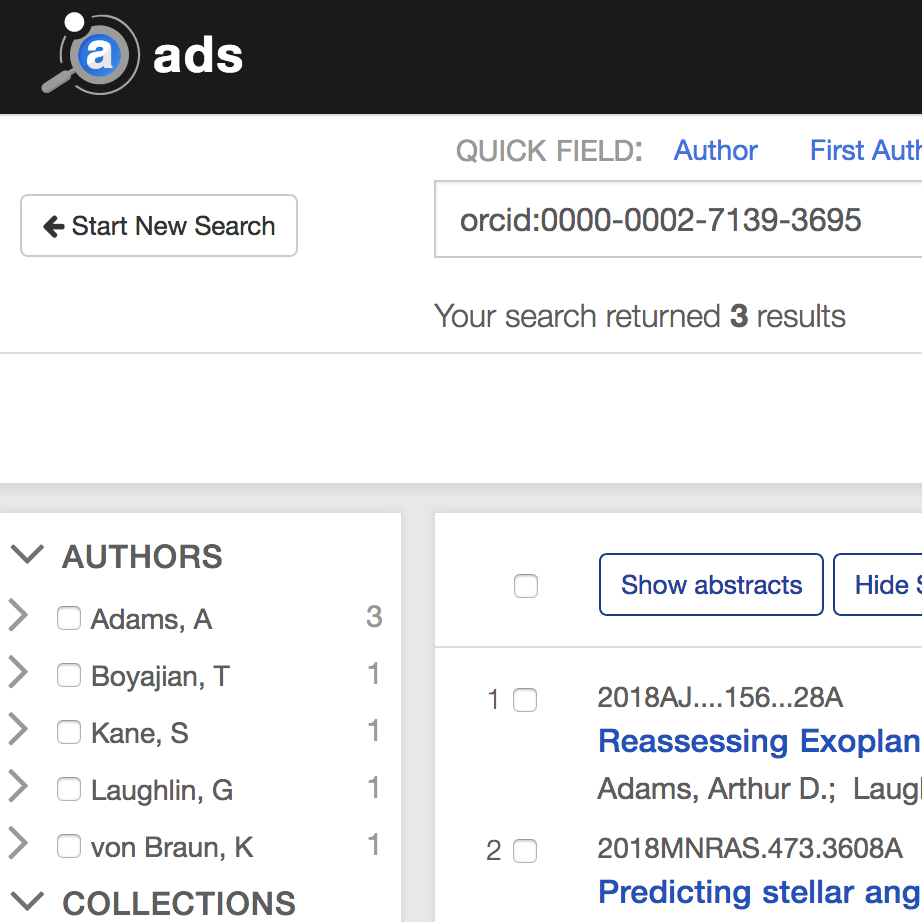 a ads
QUICK FIELD: Author First Auth
Start New Search
orcid:0000-0002-7139-3695
Your search returned 3 results
AUTHORS
Adams, A 3
Boyajian, T 1
Kane, S 1
Laughlin, G 1
von Braun, K 1
COLLECTIONS
Show abstracts Hide S
1 2018AJ....156...28A
Reassessing Exoplan
Adams, Arthur D.; Laugh
2 2018MNRAS.473.3608A
Predicting stellar ang